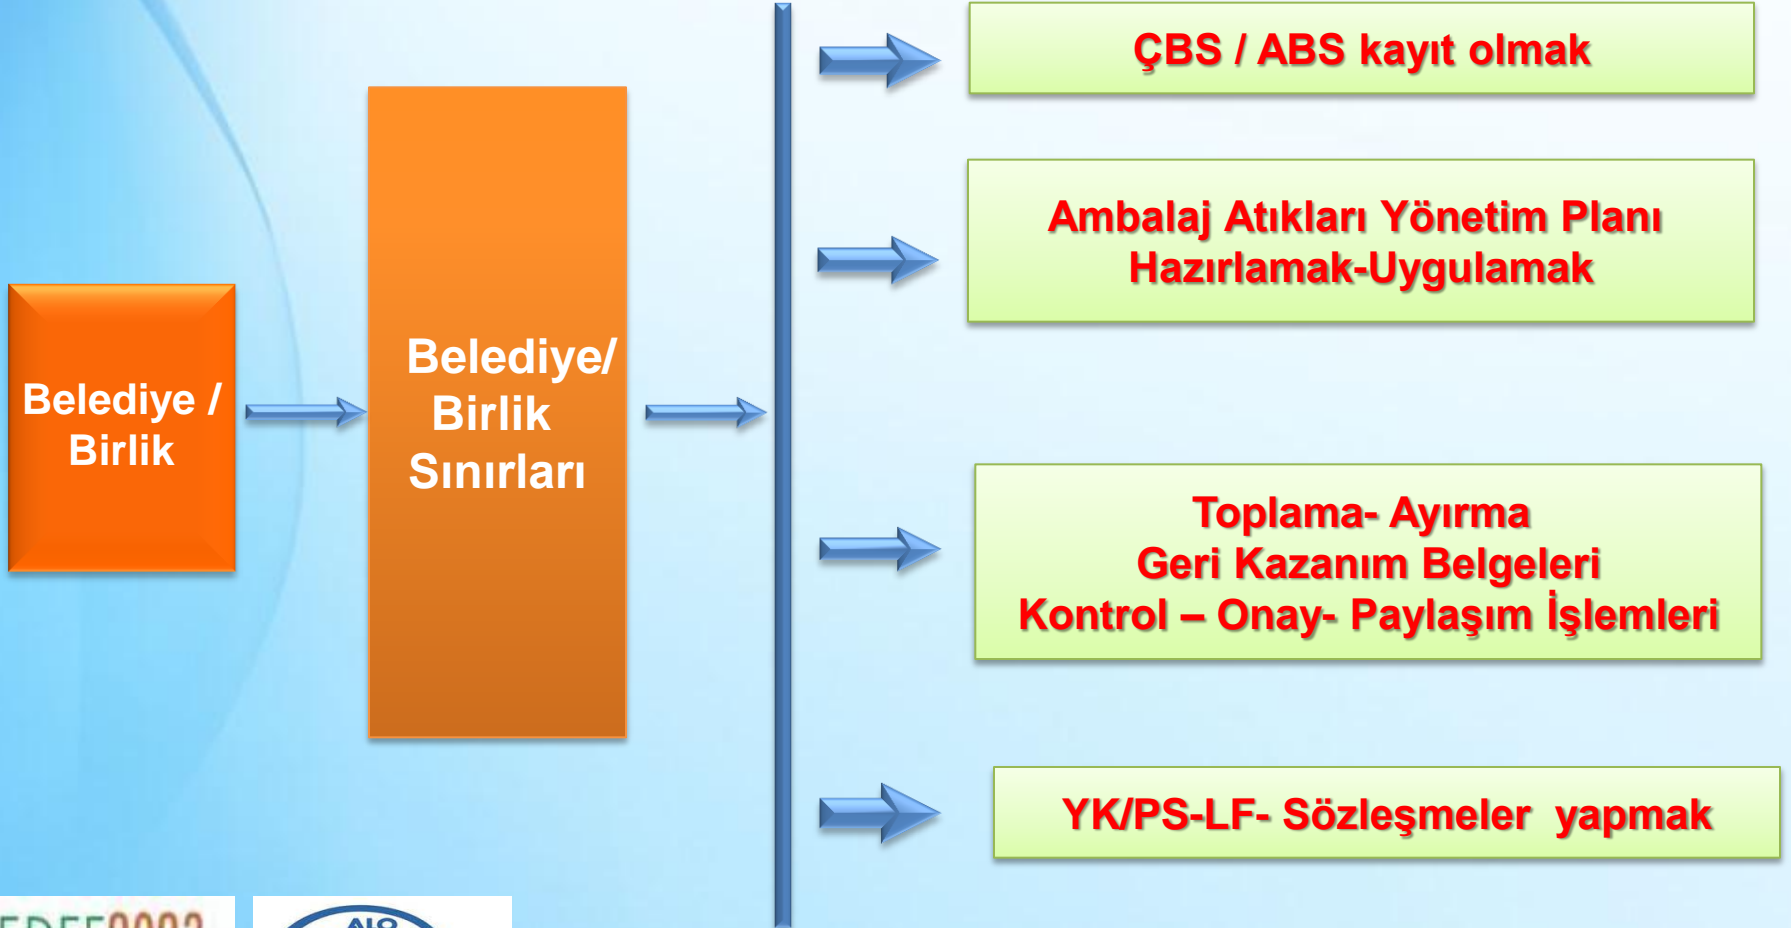 Belediye /
Birlik
Belediye/
Birlik
Sınırları
ÇBS / ABS kayıt olmak
Ambalaj Atıkları Yönetim Planı
Hazırlamak-Uygulamak
Toplama- Ayırma
Geri Kazanım Belgeleri
Kontrol – Onay- Paylaşım İşlemleri
YK/PS-LF- Sözleşmeler  yapmak
ALO